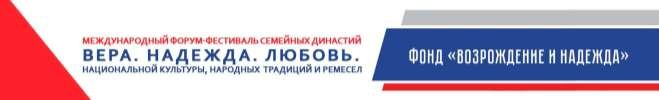 МЕЖДУНАРОДНЫЙ ФОРУМ-ФЕСТИВАЛЬ СЕМЕЙНЫХ ДИНАСТИЙ
ВЕРА. НАДЕЖДА. ЛЮБОВЬ.
НАЦИОНАЛЬНОЙ КУЛЬТУРЫ, НАРОДНЫХ ТРАДИЦИЙ И РЕМЕСЕЛ
ФОНД «ВОЗРОЖДЕНИЕ И НАДЕЖДА»